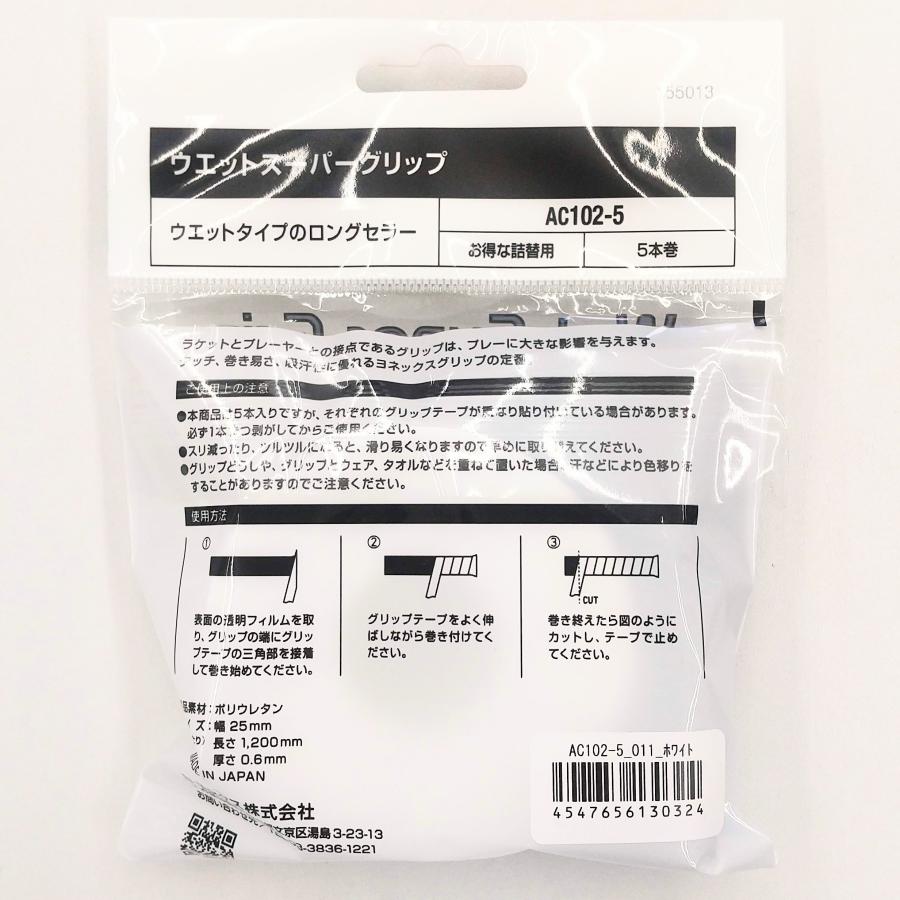 55013
ウエットスーパーグリップ
ウエットタイプのロングセラー
AC102-5
お得な詰替用
5本巻
ラケットとプレーヤーとの接点であるグリップは、プレーに大きな影響を与えます。
タッチ、巻き易さ、吸汗性に優れるヨネックスグリップの定番
ご使用上の注意
●本商品は5本入りですが、それぞれのグリップテープが重なり貼り付いている場合があります。
必ず1本ずつ剥がしてからご使用ください。
●スリ減ったり、ツルツルになると、滑り易くなりますので早めに取り替えてください。
●グリップどうしや、グリップとウェア、タオルなどを重ねて置いた場合、汗などにより色移りを
することがありますのでご注意ください。
使用方法
①
表面の透明フィルムを取
り、グリップの端にグリッ
プテープの三角部を接着
して巻き始めてください。
②
グリップテープをよく伸
ばしながら巻き付けてく
ださい。
③
CUT
巻き終えたら図のように
カットし、テープで止め
てください。
品素材：ポリウレタン
イズ：幅 25mm
長さ 1,200mm
厚さ 0.6mm
IN JAPAN
株式会社
京区湯島3-23-13
3-3836-1221
AC102-5_011_ホワイト
4547656130324